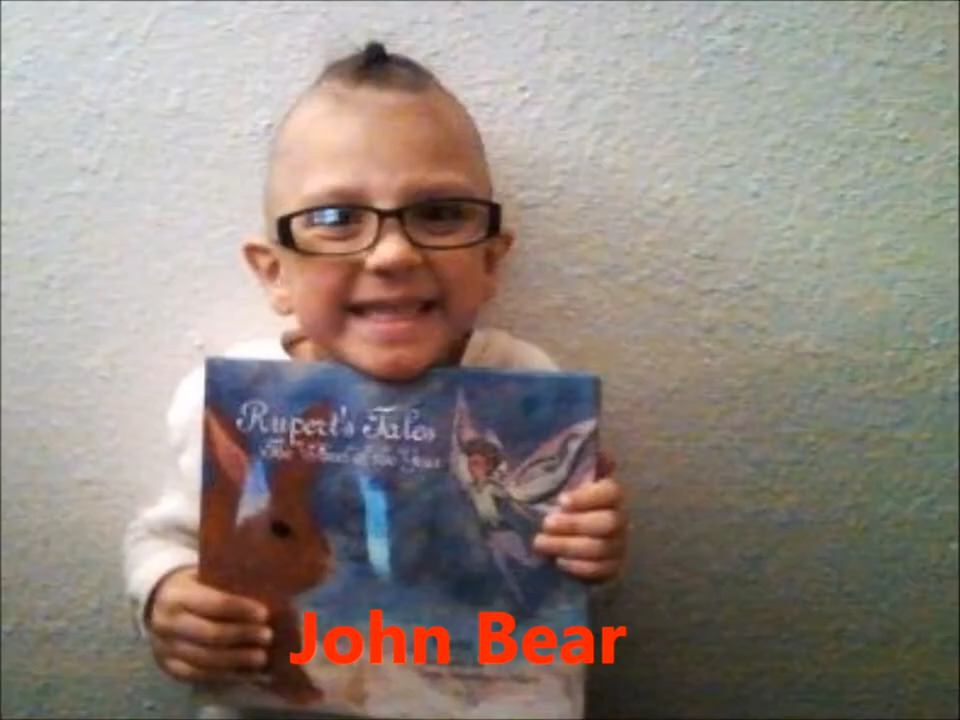 Rupert's Tales
The Wheel of the Year
John Bear